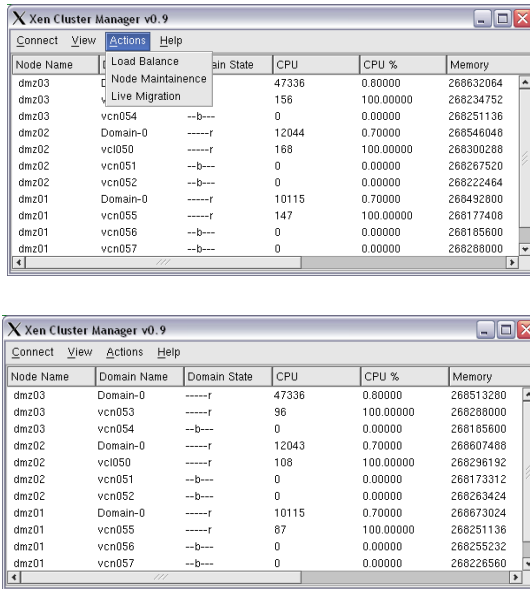 Xen Cluster Manager v0.9
Connect View Actions Help
Node Name ain State CPU CPU % Memory
Load Balance
Node Maintainence
Live Migration
dmz03 47336 0.80000 268632064
dmz03 156 100.00000 268234752
dmz03 vcn054 --b--- 0 0.00000 268251136
dmz02 Domain-0 -----r 12044 0.70000 268546048
dmz02 vcl050 -----r 168 100.00000 268300288
dmz02 vcn051 --b--- 0 0.00000 268267520
dmz02 vcn052 --b--- 0 0.00000 268222464
dmz01 Domain-0 -----r 10115 0.70000 268492800
dmz01 vcn055 -----r 147 100.00000 268177408
dmz01 vcn056 --b--- 0 0.00000 268185600
dmz01 vcn057 --b--- 0 0.00000 268288000
Xen Cluster Manager v0.9
Connect View Actions Help
Node Name Domain Name Domain State CPU CPU % Memory
dmz03 Domain-0 -----r 47336 0.80000 268513280
dmz03 vcn053 -----r 96 100.00000 268288000
dmz03 vcn054 --b--- 0 0.00000 268185600
dmz02 Domain-0 -----r 12043 0.70000 268607488
dmz02 vcl050 -----r 108 100.00000 268296192
dmz02 vcn051 --b--- 0 0.00000 268173312
dmz02 vcn052 --b--- 0 0.00000 268263424
dmz01 Domain-0 -----r 10115 0.70000 268673024
dmz01 vcn055 -----r 87 100.00000 268251136
dmz01 vcn056 --b--- 0 0.00000 268255232
dmz01 vcn057 --b--- 0 0.00000 268226560